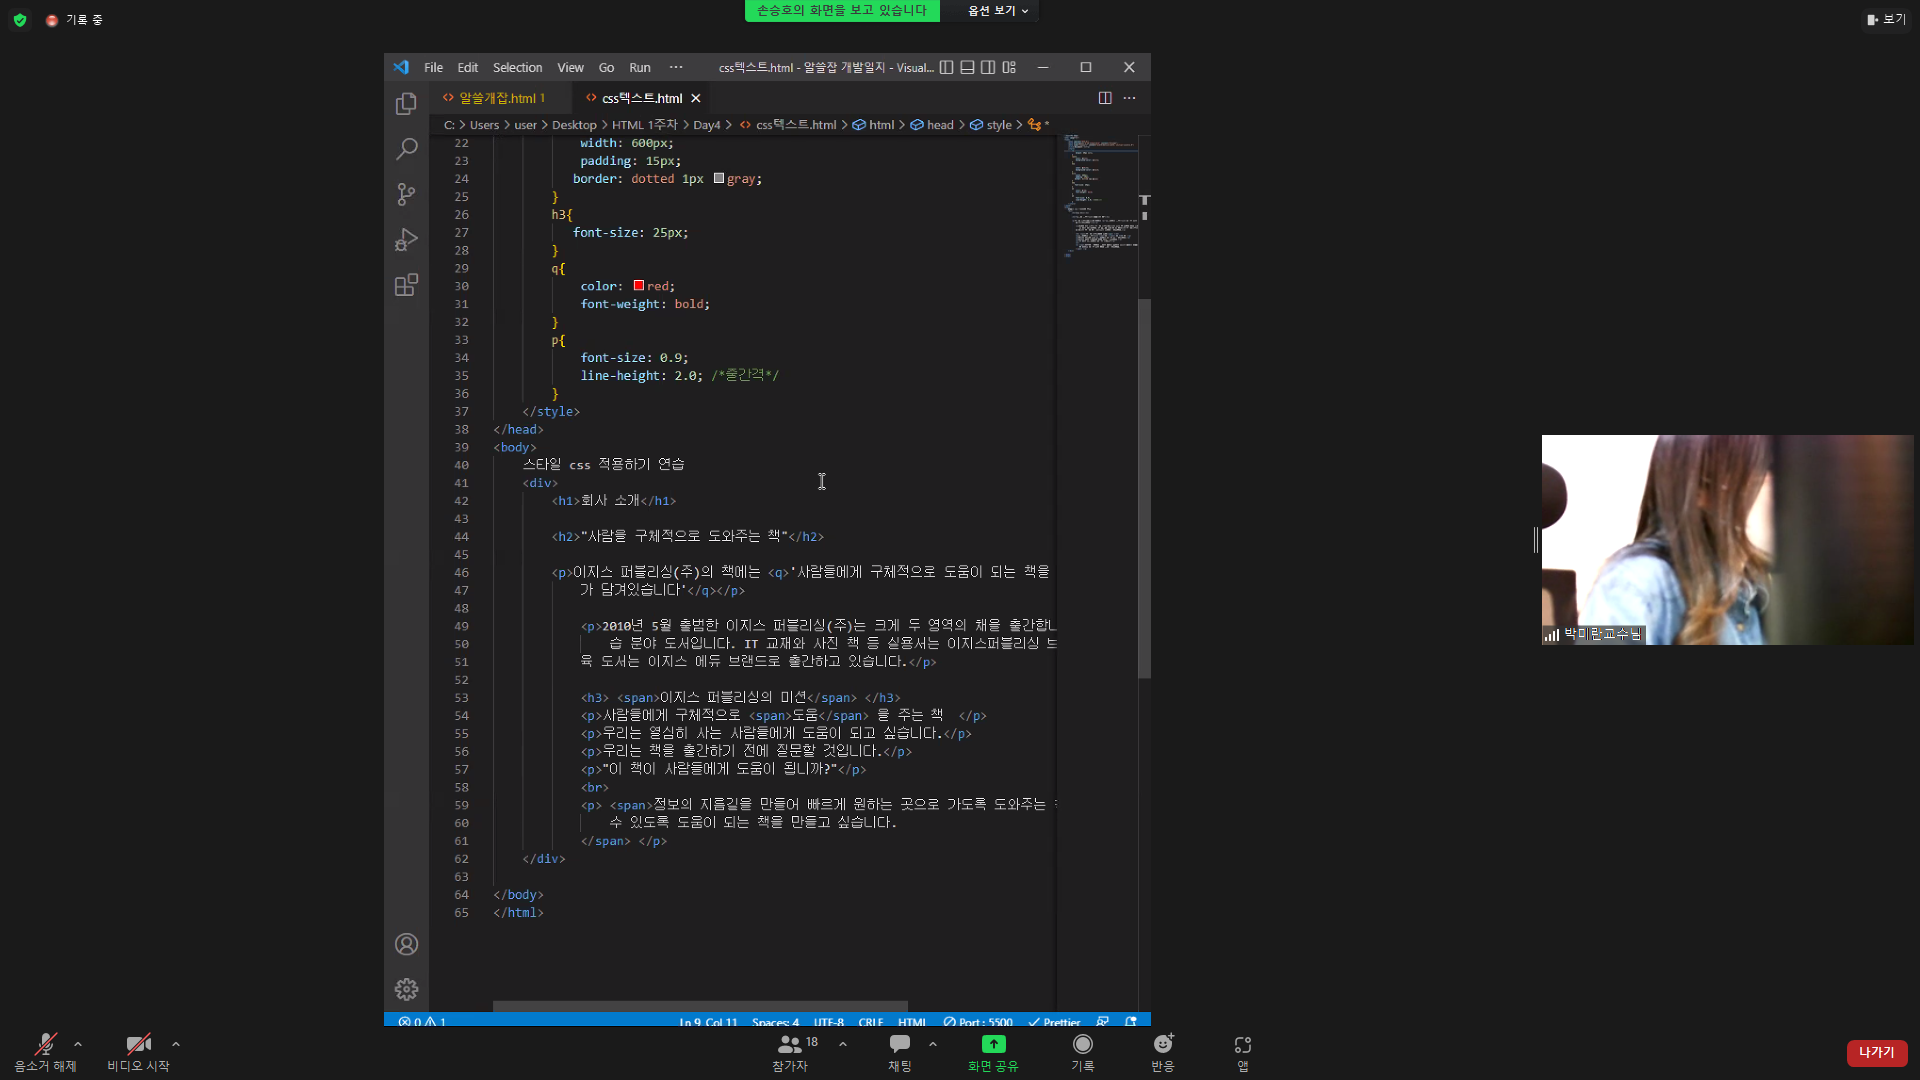 기록 중
손승호의 화면을 보고 있습니다
옵션 보기
보기
File Edit Selection View Go Run ··· css텍스트.html - 알쓸잡 개발일지 - Visual...
알쓸개잡.html 1
css텍스트.html
C: > Users > user > Desktop > HTML 1주차 > Day4 > css텍스트.html > html > head > style > *
22 width: 600px;
23 padding: 15px;
24 border: dotted 1px gray;
25 }
26 h3{
27 font-size: 25px;
28 }
29 q{
30 color: red;
31 font-weight: bold;
32 }
33 p{
34 font-size: 0.9;
35 line-height: 2.0; /*줄간격*/
36 }
37 </style>
38 </head>
39 <body>
40 스타일 css 적용하기 연습
41 <div>
42 <h1>회사 소개</h1>
43
44 <h2>"사람을 구체적으로 도와주는 책"</h2>
45
46 <p>이지스 퍼블리싱(주)의 책에는 <q>'사람들에게 구체적으로 도움이 되는 책을
47 가 담겨있습니다'</q></p>
48
49 <p>2010년 5월 출범한 이지스 퍼블리싱(주)는 크게 두 영역의 채을 출간합
50 습 분야 도서입니다. IT 교재와 사진 책 등 실용서는 이지스퍼블리싱
51 육 도서는 이지스 에듀 브랜드로 출간하고 있습니다.</p>
52
53 <h3> <span>이지스 퍼블리싱의 미션</span> </h3>
54 <p>사람들에게 구체적으로 <span>도움</span> 을 주는 책 </p>
55 <p>우리는 열심히 사는 사람들에게 도움이 되고 싶습니다.</p>
56 <p>우리는 책을 출간하기 전에 질문할 것입니다.</p>
57 <p>"이 책이 사람들에게 도움이 됩니까?"</p>
58 <br>
59 <p> <span>정보의 지름길을 만들어 빠르게 원하는 곳으로 가도록 도와주는
60 수 있도록 도움이 되는 책을 만들고 싶습니다.
61 </span> </p>
62 </div>
63
64 </body>
65 </html>
박미란교수님
0 1 Ln 9, Col 11 Spaces: 4 UTF-8 CRLF HTML Port : 5500 Prettier
음소거 해제
비디오 시작
18
참가자
채팅
화면 공유
기록
반응
앱
나가기